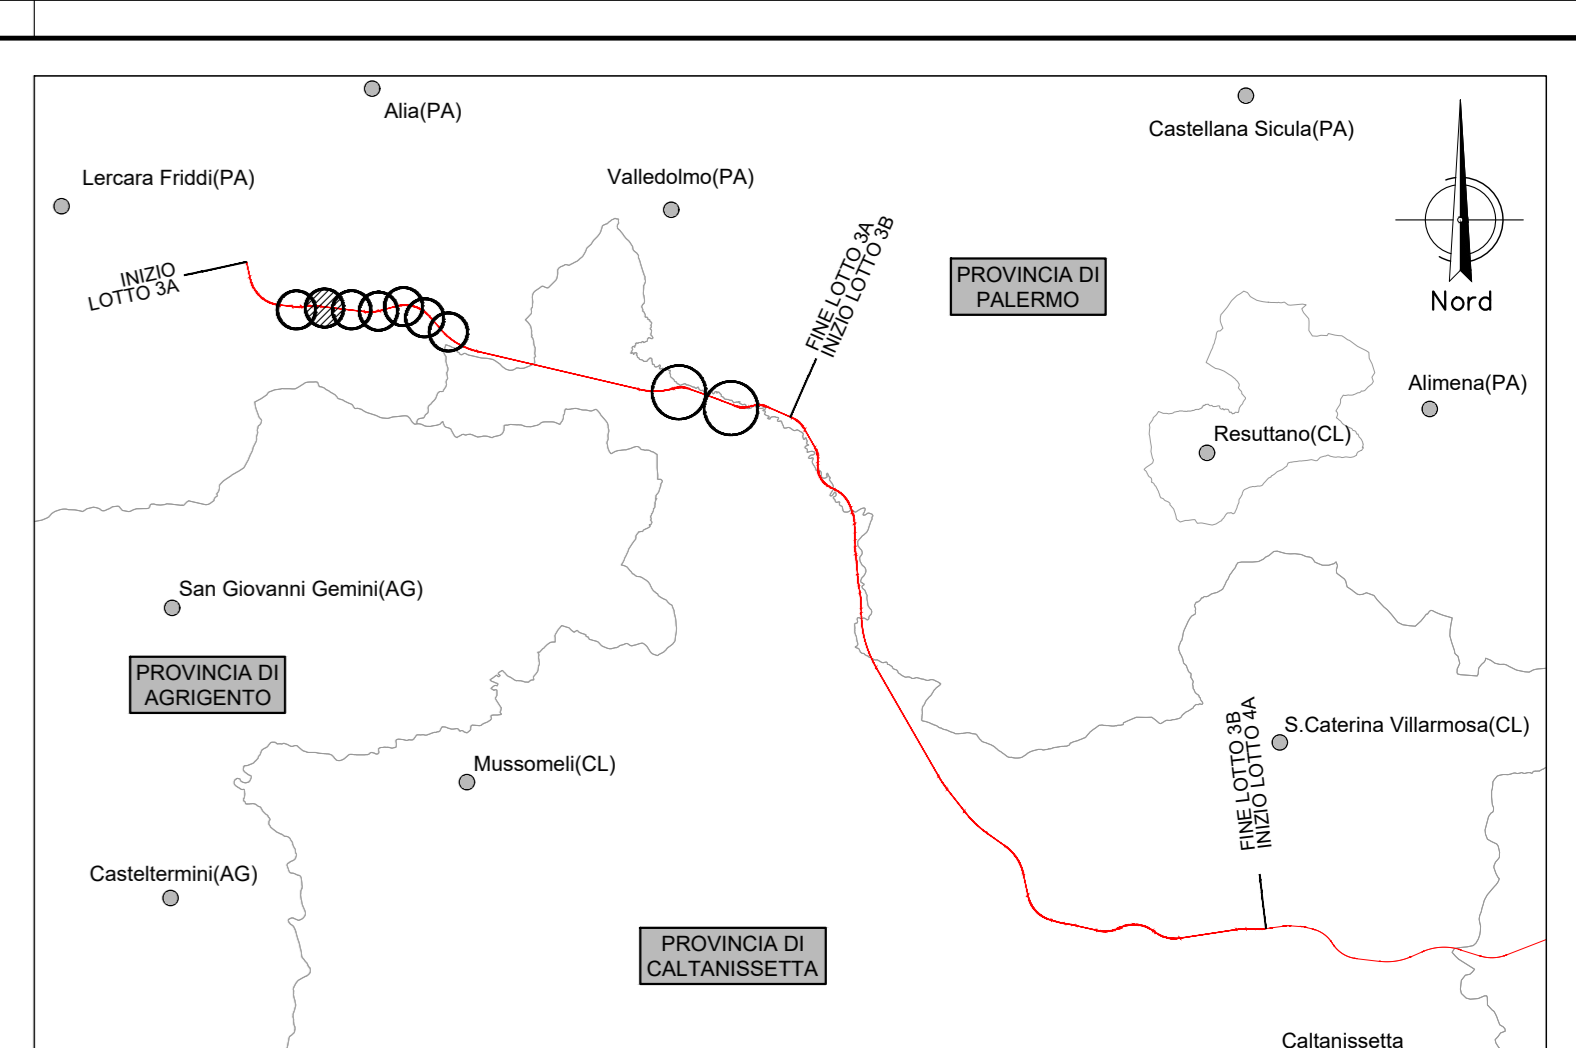 Alia(PA)
Castellana Sicula(PA)
Lercara Friddi(PA)
Valledolmo(PA)
INIZIO
LOTTO 3A
FINE LOTTO 3A
INIZIO LOTTO 3B
PROVINCIA DI
PALERMO
Nord
Alimena(PA)
Resuttano(CL)
San Giovanni Gemini(AG)
PROVINCIA DI
AGRIGENTO
FINE LOTTO 3B
INIZIO LOTTO 4A
S.Caterina Villarmosa(CL)
Mussomeli(CL)
Casteltermini(AG)
PROVINCIA DI
CALTANISSETTA
Caltanissetta